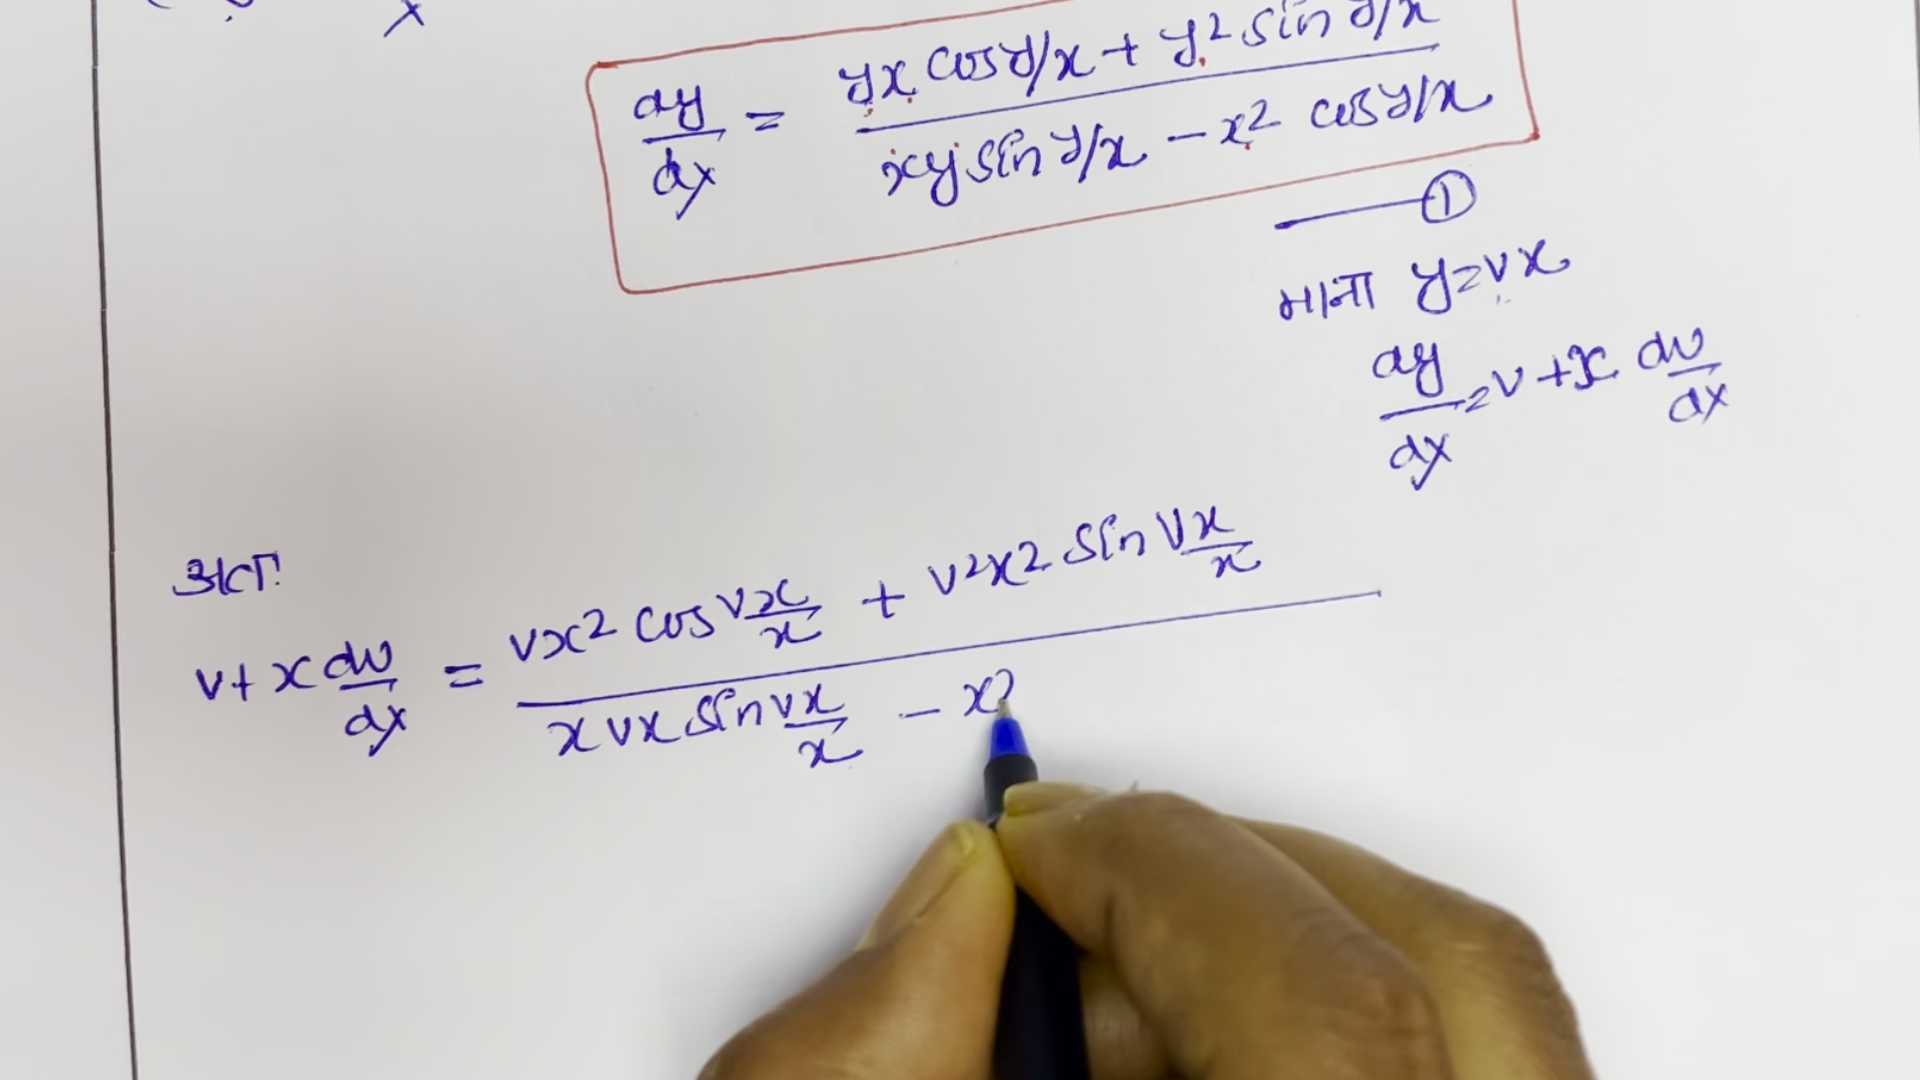 x
dy/dx = (yx cos y/x + y² sin y/x) / (xy sin y/x − x² cos y/x)
①
माना y=vx
dy/dx = v + x dv/dx
अतः
v + x dv/dx = (vx² cos vx/x + v²x² sin vx/x) / (x vx sin vx/x − x²